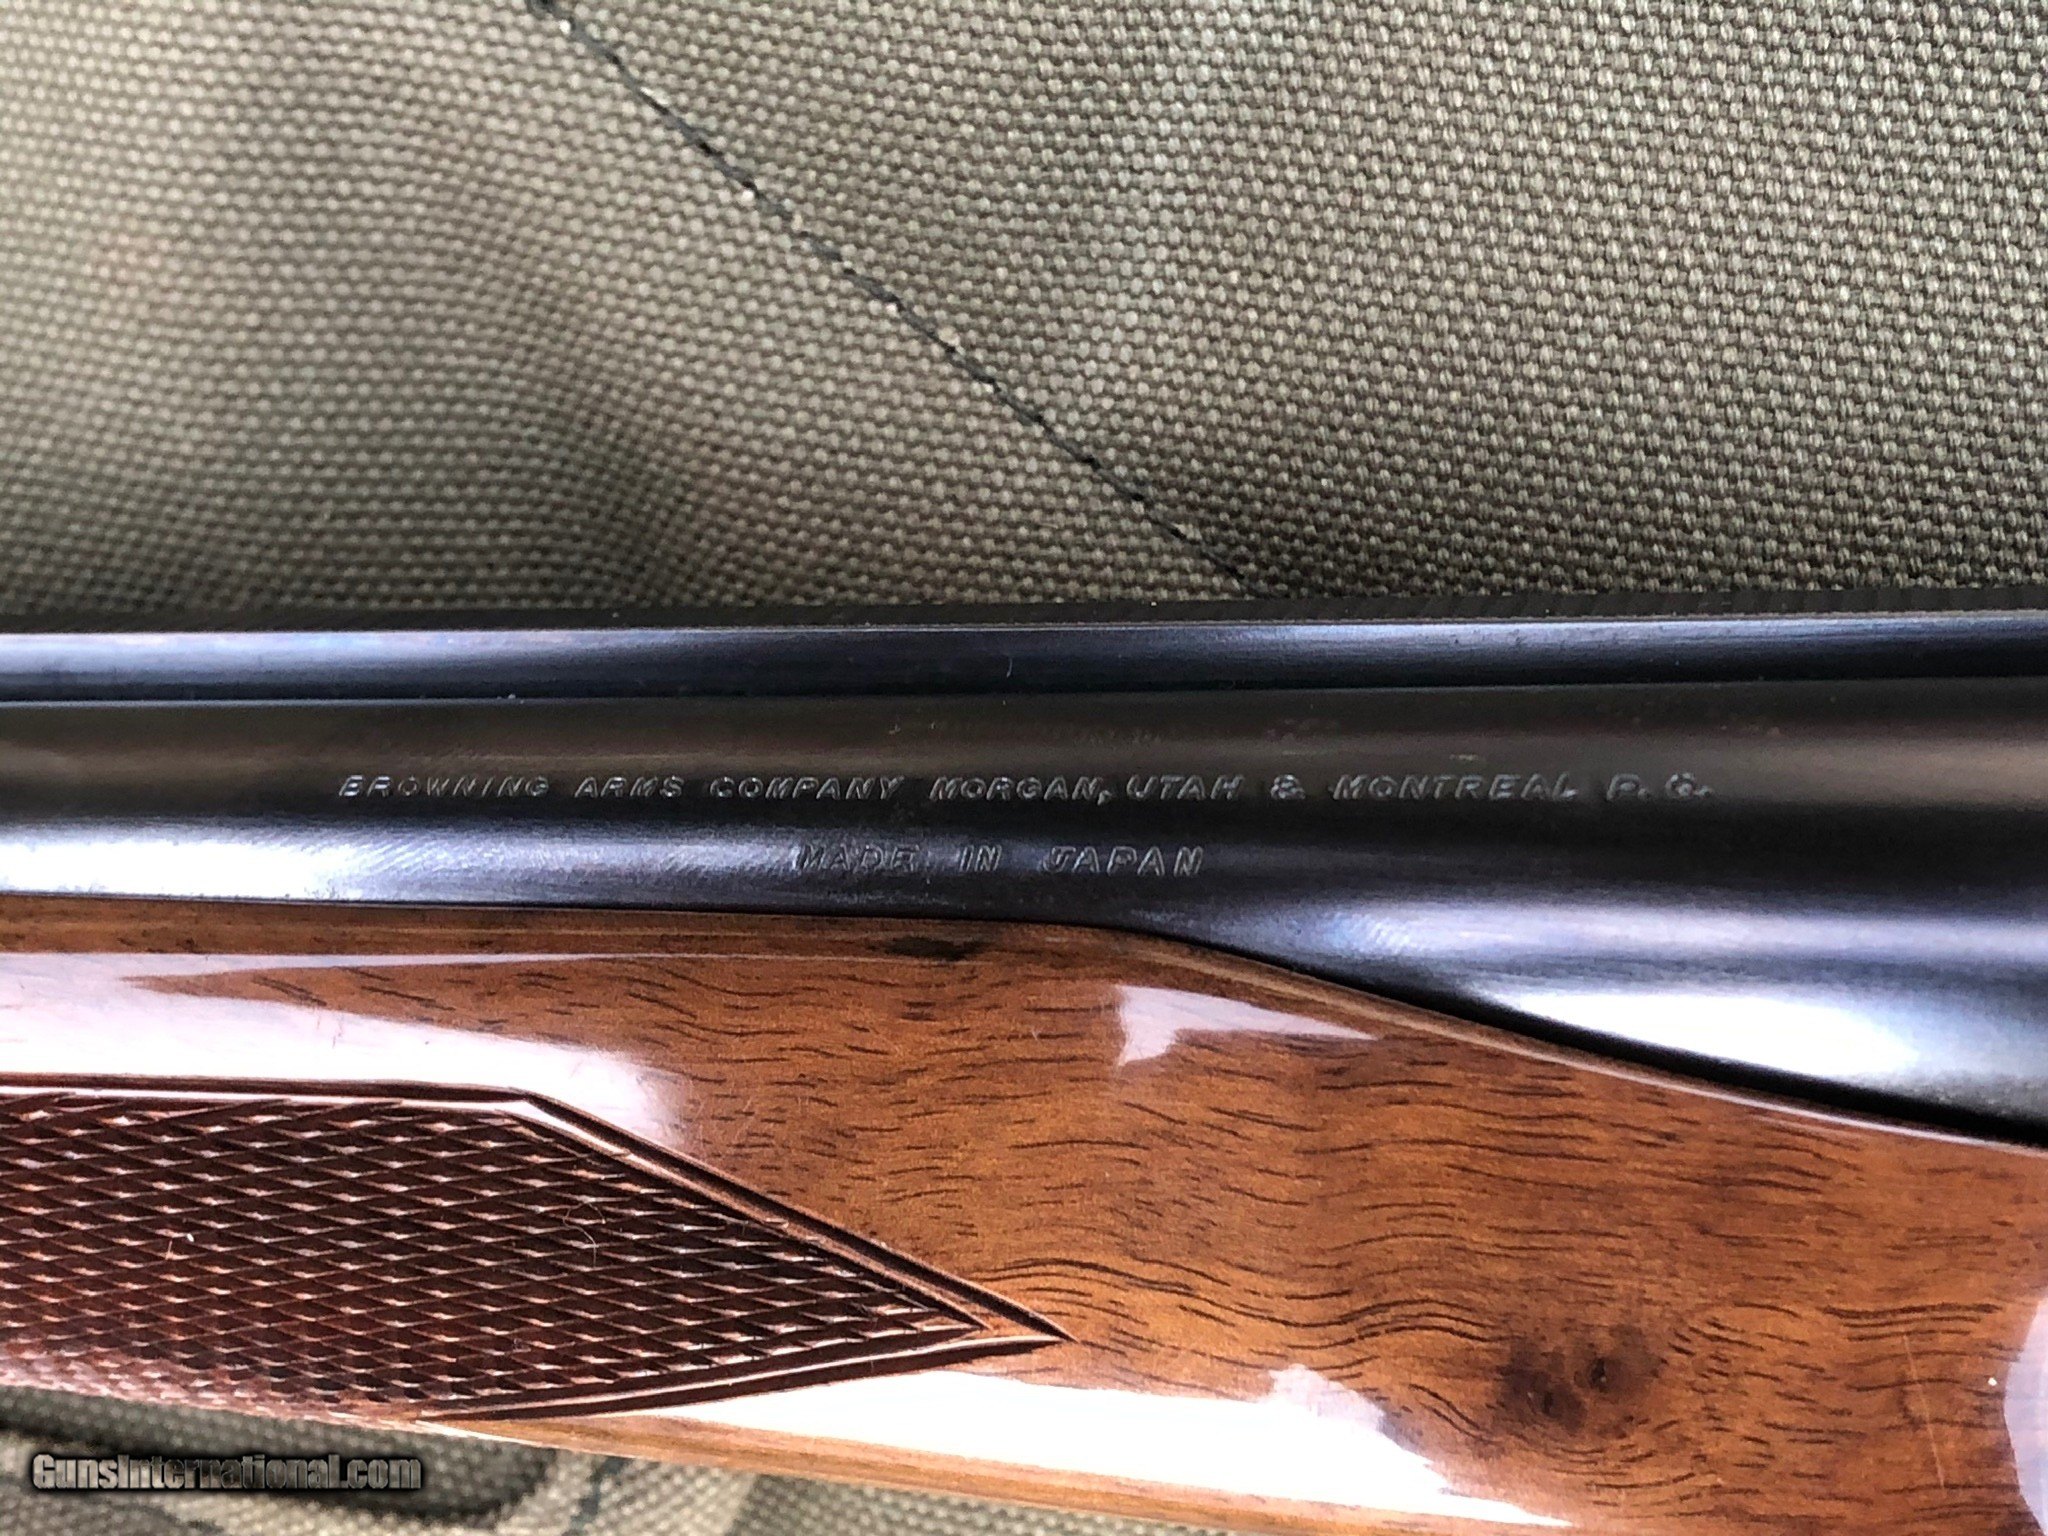 BROWNING ARMS COMPANY MORGAN, UTAH & MONTREAL P.Q.
MADE IN JAPAN
GunsInternational.com